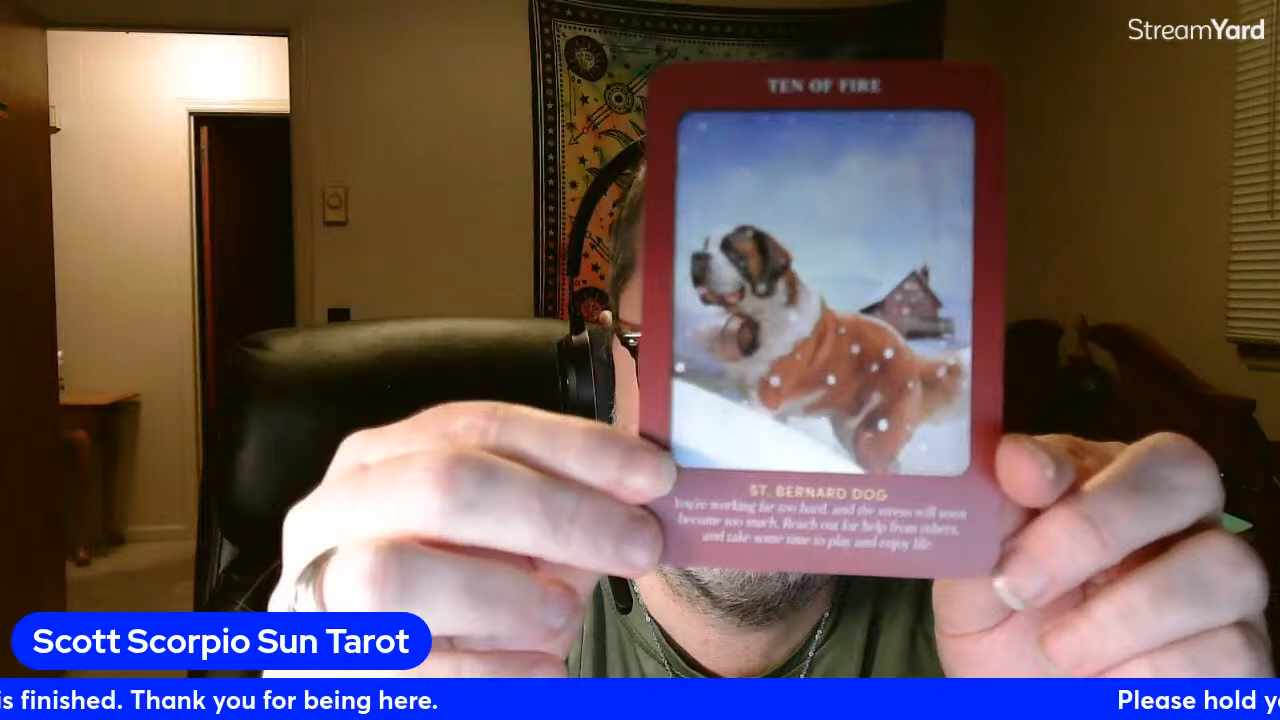 StreamYard
TEN OF FIRE
ST. BERNARD DOG
You're working far too hard, and the stress will soon
become too much. Reach out for help from others,
and take some time to play and enjoy life.
Scott Scorpio Sun Tarot
is finished. Thank you for being here.
Please hold yo